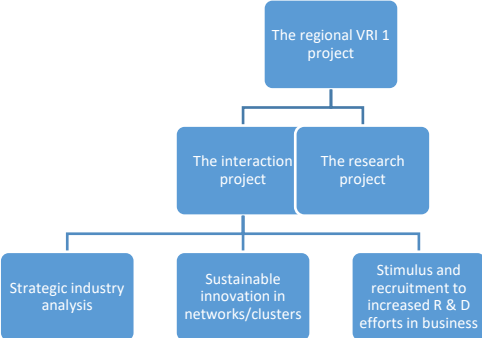 The regional VRI 1
project
The interaction
project
The research
project
Strategic industry
analysis
Sustainable
innovation in
networks/clusters
Stimulus and
recruitment to
increased R & D
efforts in business